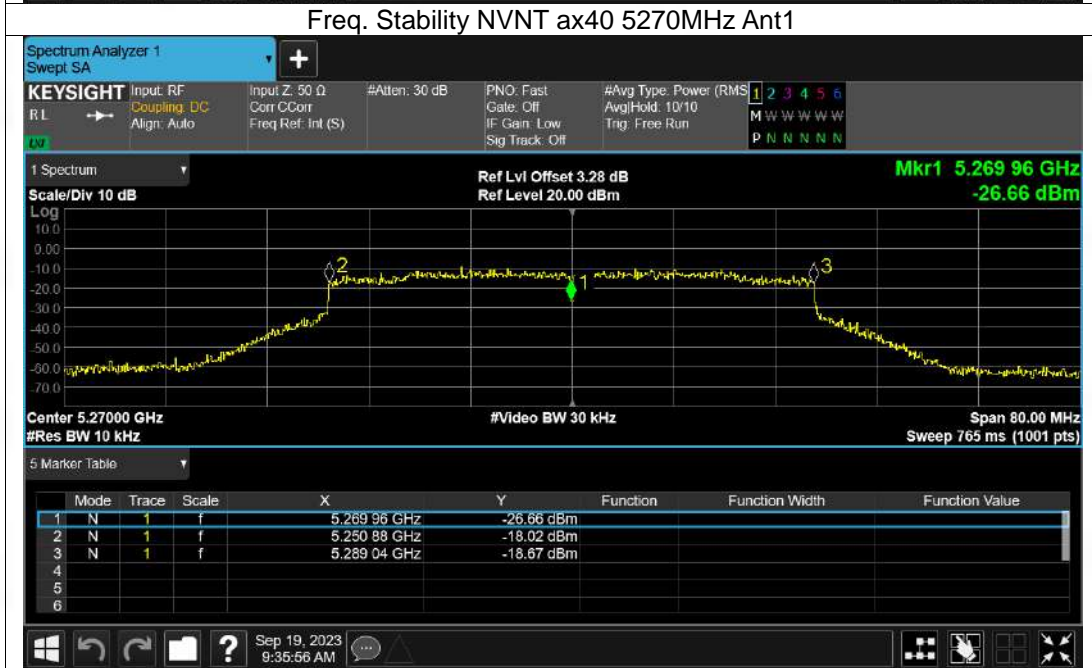 Freq. Stability NVNT ax40 5270MHz Ant1
Spectrum Analyzer 1
Swept SA
+
KEYSIGHT Input: RF Input Z: 50 Ω #Atten: 30 dB PNO: Fast #Avg Type: Power (RMS 1 2 3 4 5 6
RL Coupling: DC Corr CCorr Gate: Off Avg|Hold: 10/10 M W W W W W
Align: Auto Freq Ref: Int (S) IF Gain: Low Trig: Free Run
LXI Sig Track: Off P N N N N N
1 Spectrum Ref Lvl Offset 3.28 dB Mkr1 5.269 96 GHz
Scale/Div 10 dB Ref Level 20.00 dBm -26.66 dBm
Log
10.0
0.00
-10.0 2 3
-20.0 1
-30.0
-40.0
-50.0
-60.0
-70.0
Center 5.27000 GHz #Video BW 30 kHz Span 80.00 MHz
#Res BW 10 kHz Sweep 765 ms (1001 pts)
5 Marker Table
Mode Trace Scale X Y Function Function Width Function Value
1 N 1 f 5.269 96 GHz -26.66 dBm
2 N 1 f 5.250 88 GHz -18.02 dBm
3 N 1 f 5.289 04 GHz -18.67 dBm
4
5
6
? Sep 19, 2023
9:35:56 AM